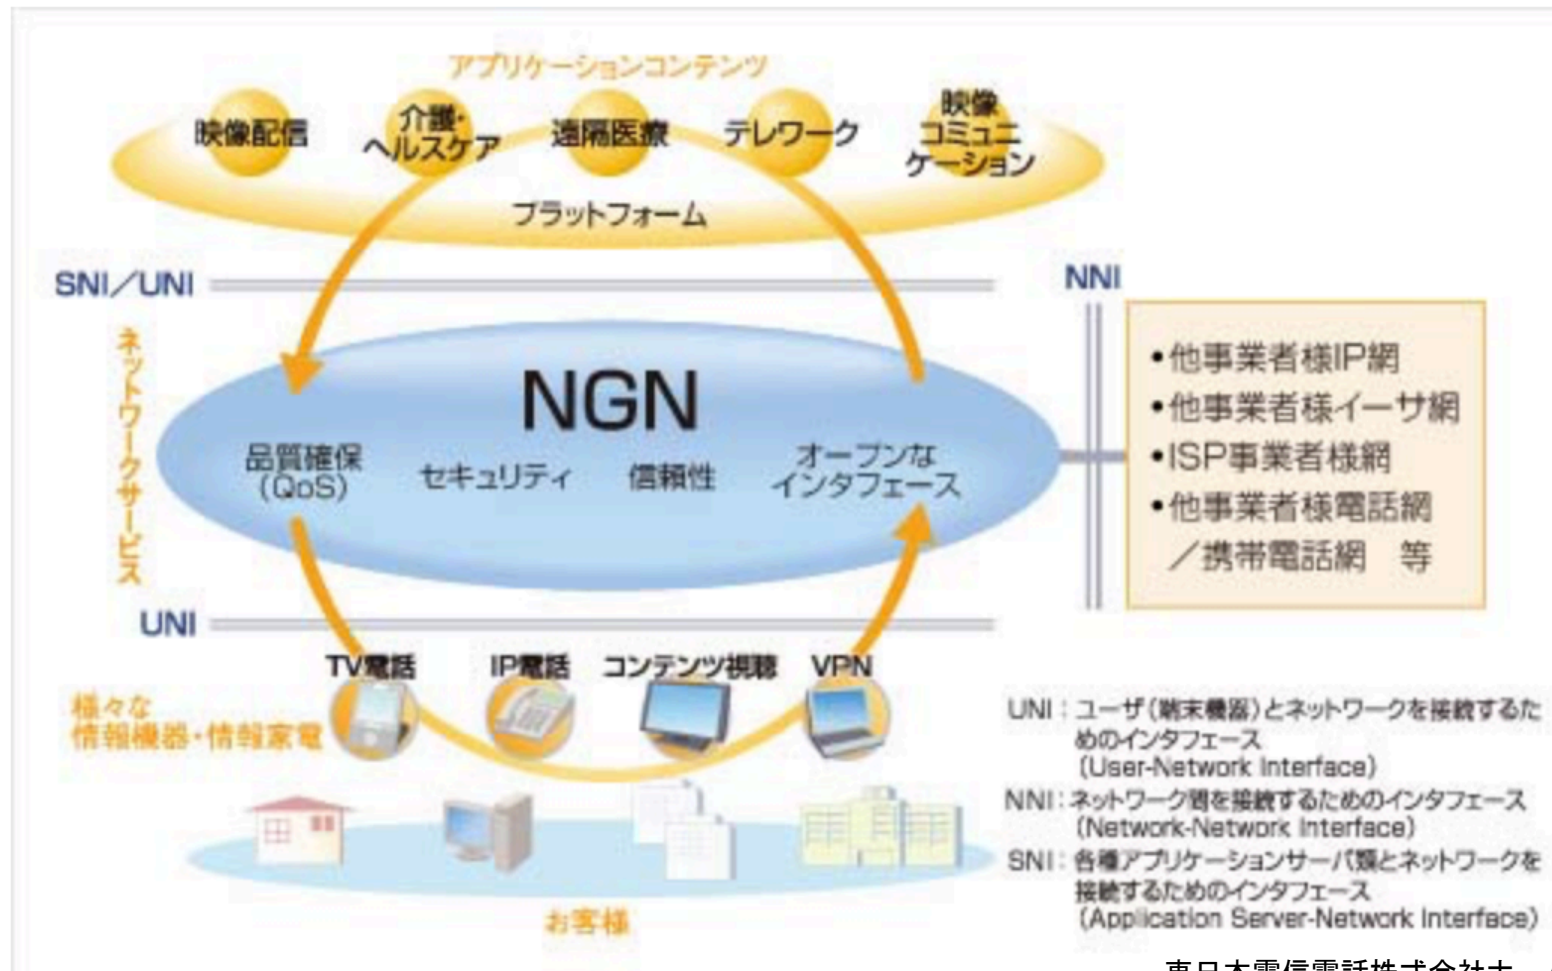 アプリケーションコンテンツ
映像配信
介護・
ヘルスケア
遠隔医療
テレワーク
映像
コミュニ
ケーション
プラットフォーム
SNI／UNI
NNI
ネットワークサービス
NGN
品質確保
(QoS)
セキュリティ
信頼性
オープンな
インタフェース
•他事業者様IP網
•他事業者様イーサ網
•ISP事業者様網
•他事業者様電話網
／携帯電話網　等
UNI
TV電話
IP電話
コンテンツ視聴
VPN
様々な
情報機器・情報家電
お客様
UNI：ユーザ（端末機器）とネットワークを接続するた
めのインタフェース
（User-Network Interface）
NNI：ネットワーク間を接続するためのインタフェース
（Network-Network Interface）
SNI：各種アプリケーションサーバ類とネットワークを
接続するためのインタフェース
（Application Server-Network Interface）